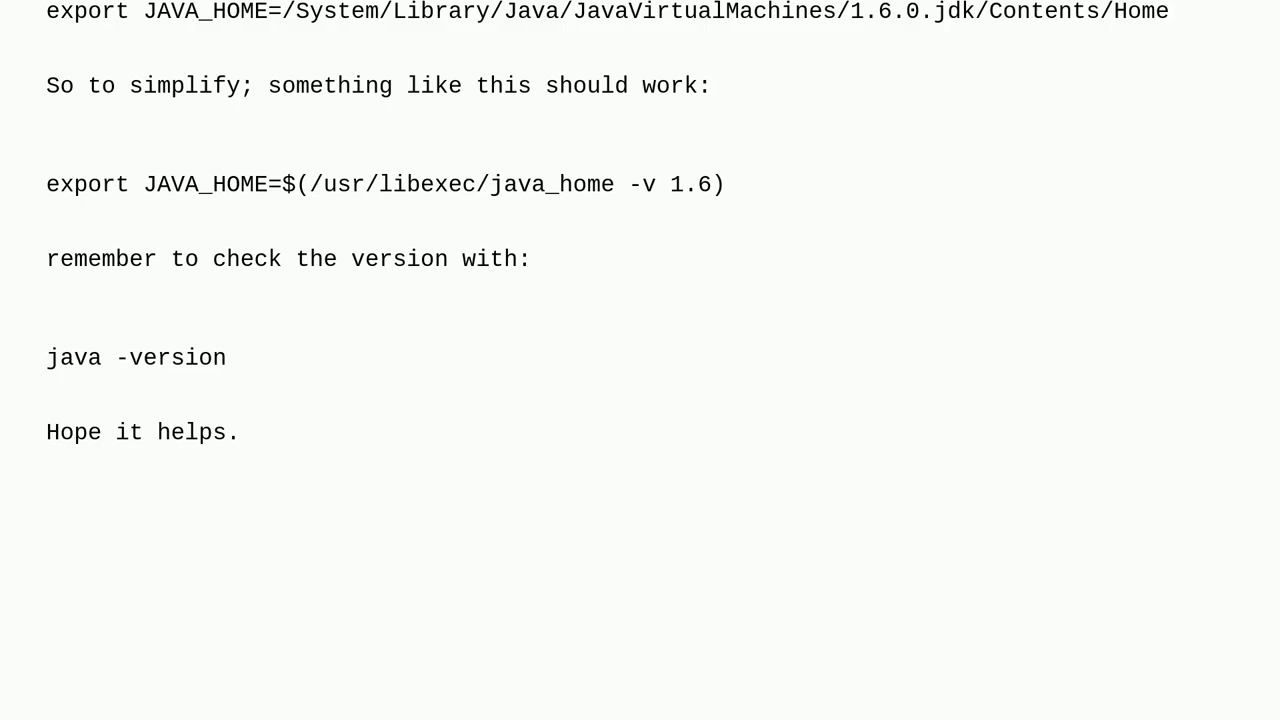 export JAVA_HOME=/System/Library/Java/JavaVirtualMachines/1.6.0.jdk/Contents/Home
So to simplify; something like this should work:
export JAVA_HOME=$(/usr/libexec/java_home -v 1.6)
remember to check the version with:
java -version
Hope it helps.